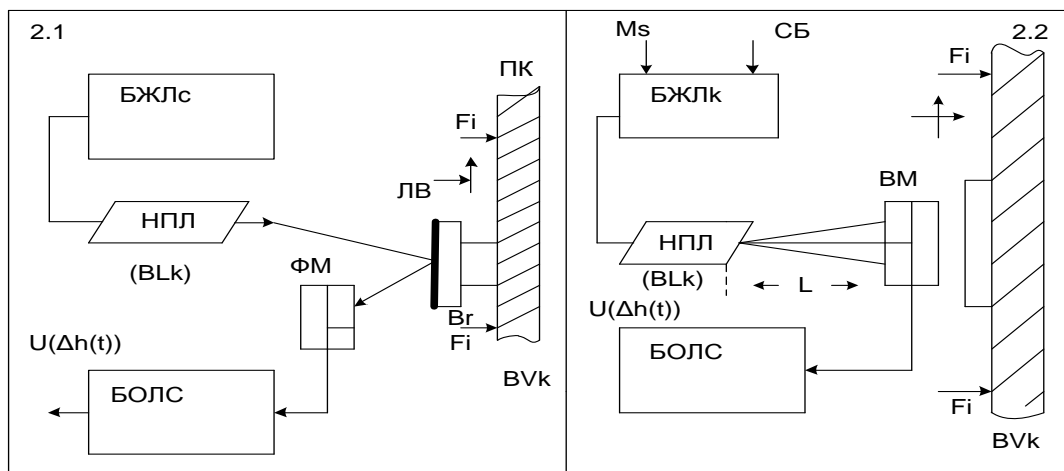 2.1
БЖЛс
ПК
Fi
ЛВ
НПЛ
(BLk)
ФМ
Br
Fi
U(Δh(t))
БОЛС
BVk
Ms
СБ
2.2
БЖЛk
Fi
ВМ
НПЛ
(BLk)
L
U(Δh(t))
БОЛС
Fi
BVk